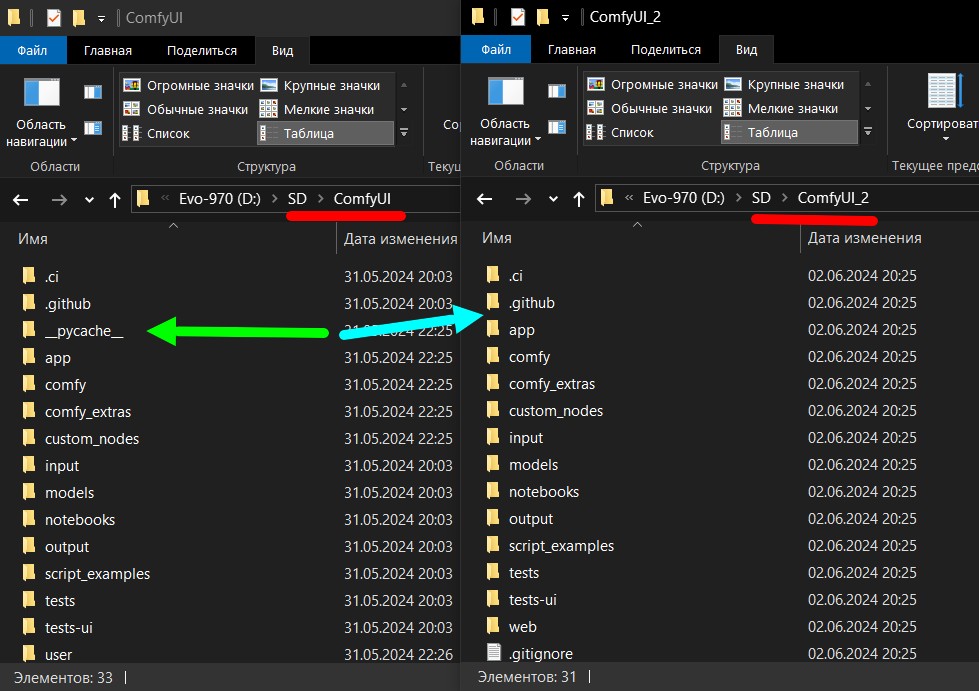 ComfyUI
Файл Главная Поделиться Вид
Огромные значки Крупные значки
Обычные значки Мелкие значки
Список Таблица
Область
навигации
Области Структура
Evo-970 (D:) SD ComfyUI
Имя Дата изменения
.ci 31.05.2024 20:03
.github 31.05.2024 20:03
__pycache__ 31.05.2024 22:25
app 31.05.2024 22:25
comfy 31.05.2024 22:25
comfy_extras 31.05.2024 22:25
custom_nodes 31.05.2024 22:25
input 31.05.2024 20:03
models 31.05.2024 20:03
notebooks 31.05.2024 20:03
output 31.05.2024 20:03
script_examples 31.05.2024 20:03
tests 31.05.2024 20:03
tests-ui 31.05.2024 20:03
user 31.05.2024 22:26
Элементов: 33
ComfyUI_2
Файл Главная Поделиться Вид
Огромные значки Крупные значки
Обычные значки Мелкие значки
Список Таблица
Область
навигации
Сортироват
Области Структура Текущее предс
Evo-970 (D:) SD ComfyUI_2
Имя Дата изменения
.ci 02.06.2024 20:25
.github 02.06.2024 20:25
app 02.06.2024 20:25
comfy 02.06.2024 20:25
comfy_extras 02.06.2024 20:25
custom_nodes 02.06.2024 20:25
input 02.06.2024 20:25
models 02.06.2024 20:25
notebooks 02.06.2024 20:25
output 02.06.2024 20:25
script_examples 02.06.2024 20:25
tests 02.06.2024 20:25
tests-ui 02.06.2024 20:25
web 02.06.2024 20:25
.gitignore 02.06.2024 20:25
Элементов: 31